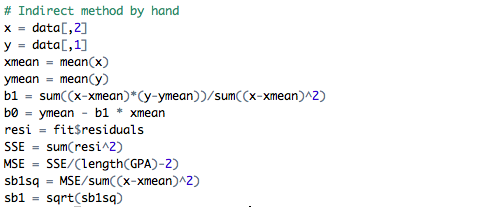 # Indirect method by hand
x = data[,2]
y = data[,1]
xmean = mean(x)
ymean = mean(y)
b1 = sum((x-xmean)*(y-ymean))/sum((x-xmean)^2)
b0 = ymean - b1 * xmean
resi = fit$residuals
SSE = sum(resi^2)
MSE = SSE/(length(GPA)-2)
sb1sq = MSE/sum((x-xmean)^2)
sb1 = sqrt(sb1sq)